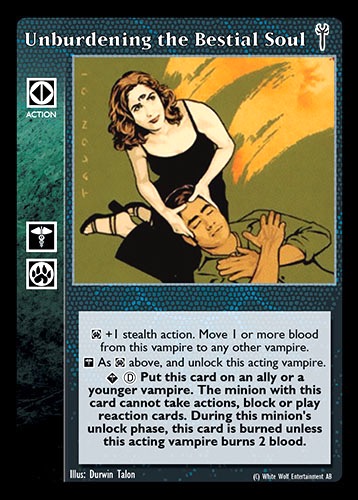 Unburdening the Bestial Soul
ACTION
TALON.01
+1 stealth action. Move 1 or more blood
from this vampire to any other vampire.
As above, and unlock this acting vampire.
D Put this card on an ally or a
younger vampire. The minion with this
card cannot take actions, block or play
reaction cards. During this minion's
unlock phase, this card is burned unless
this acting vampire burns 2 blood.
Illus: Durwin Talon
(C) White Wolf Entertainment AB